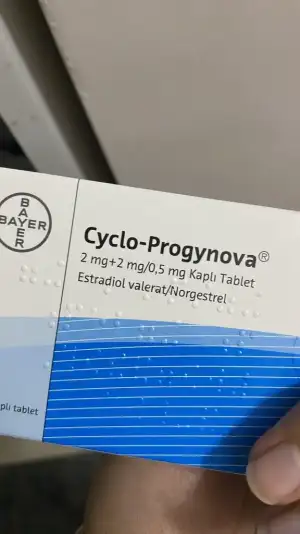 BAYER
BAYER
Cyclo-Progynova®
2 mg+2 mg/0,5 mg Kaplı Tablet
Estradiol valerat/Norgestrel
plı tablet